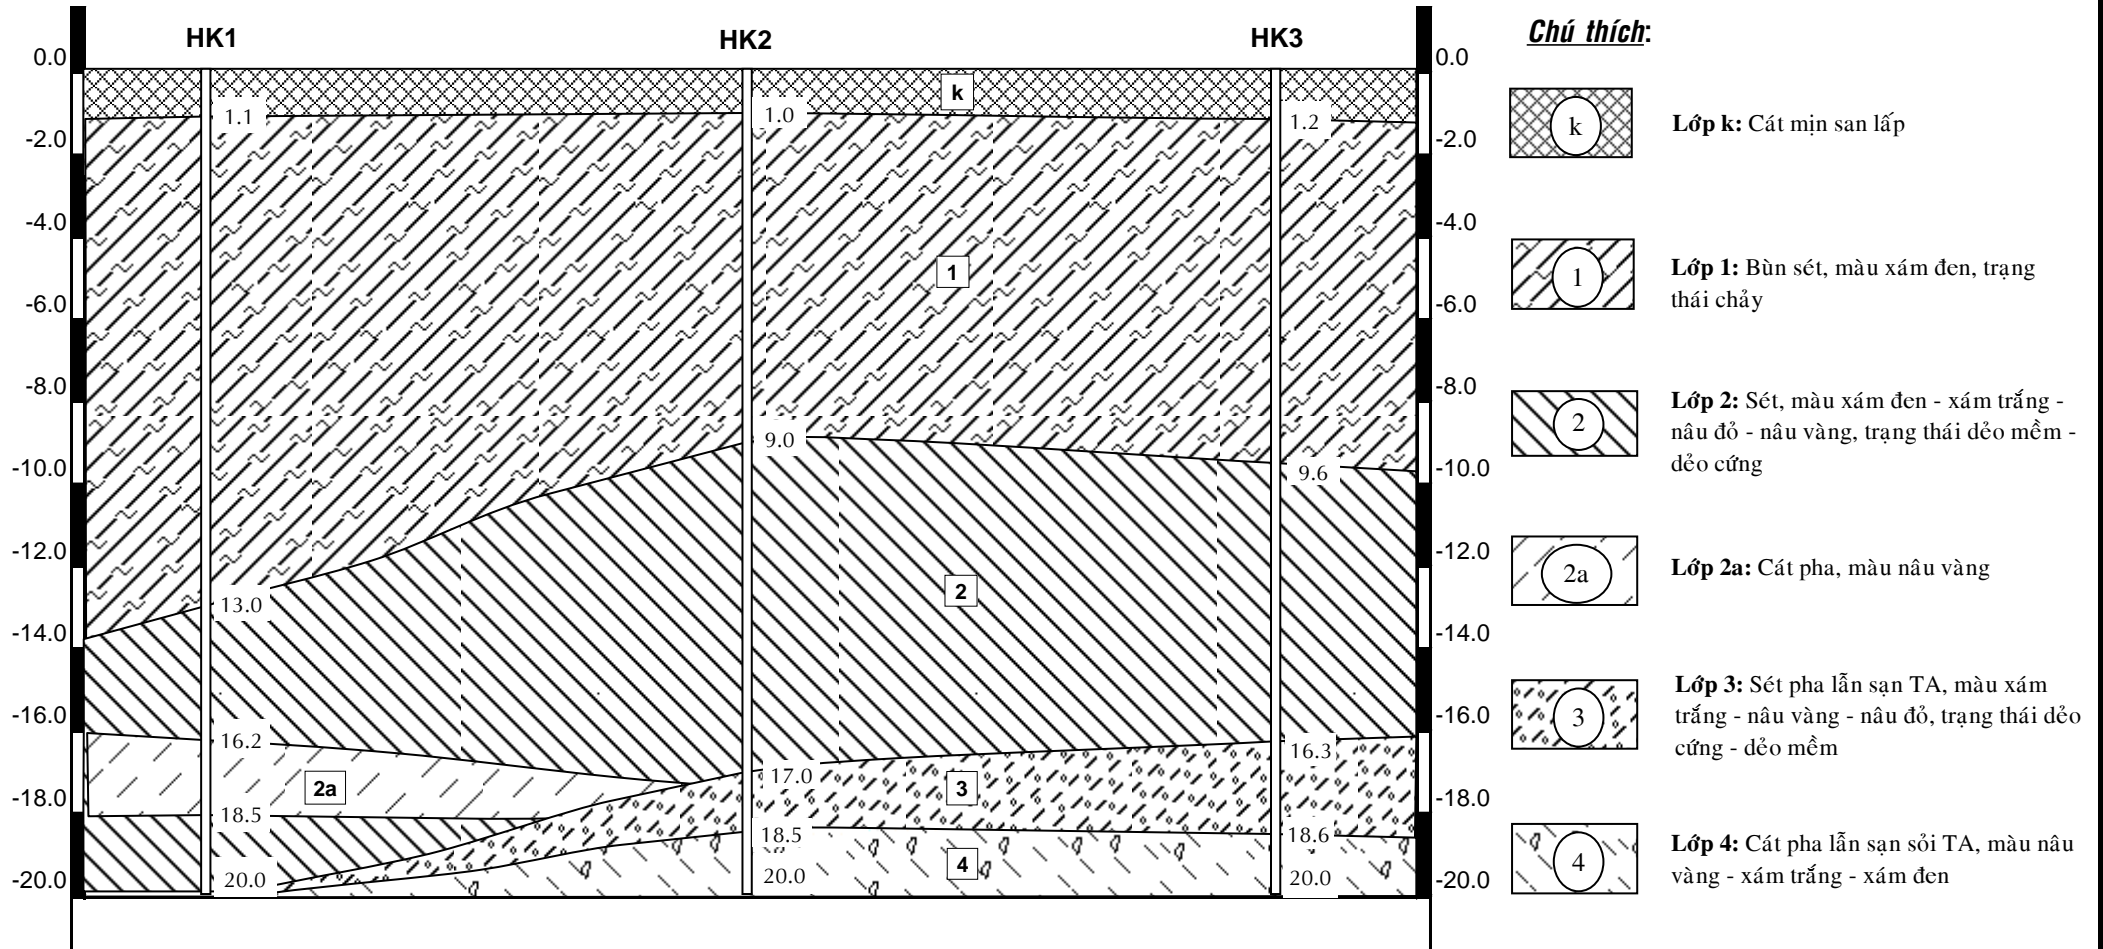 HK1 HK2 HK3
Chú thích:
0.0 0.0
k
1.1 1.0 1.2
-2.0 -2.0
k
Lớp k: Cát mịn san lấp
-4.0 -4.0
1
1
Lớp 1: Bùn sét, màu xám đen, trạng
thái chảy
-6.0 -6.0
-8.0 -8.0
2
Lớp 2: Sét, màu xám đen - xám trắng -
nâu đỏ - nâu vàng, trạng thái dẻo mềm -
dẻo cứng
9.0
-10.0 9.6 -10.0
-12.0 -12.0
2a
Lớp 2a: Cát pha, màu nâu vàng
13.0 2
-14.0 -14.0
3
Lớp 3: Sét pha lẫn sạn TA, màu xám
trắng - nâu vàng - nâu đỏ, trạng thái dẻo
cứng - dẻo mềm
-16.0 -16.0
16.2 17.0 16.3
2a 3
-18.0 -18.0
18.5 18.5 18.6
4
4
Lớp 4: Cát pha lẫn sạn sỏi TA, màu nâu
vàng - xám trắng - xám đen
-20.0 20.0 20.0 20.0 -20.0